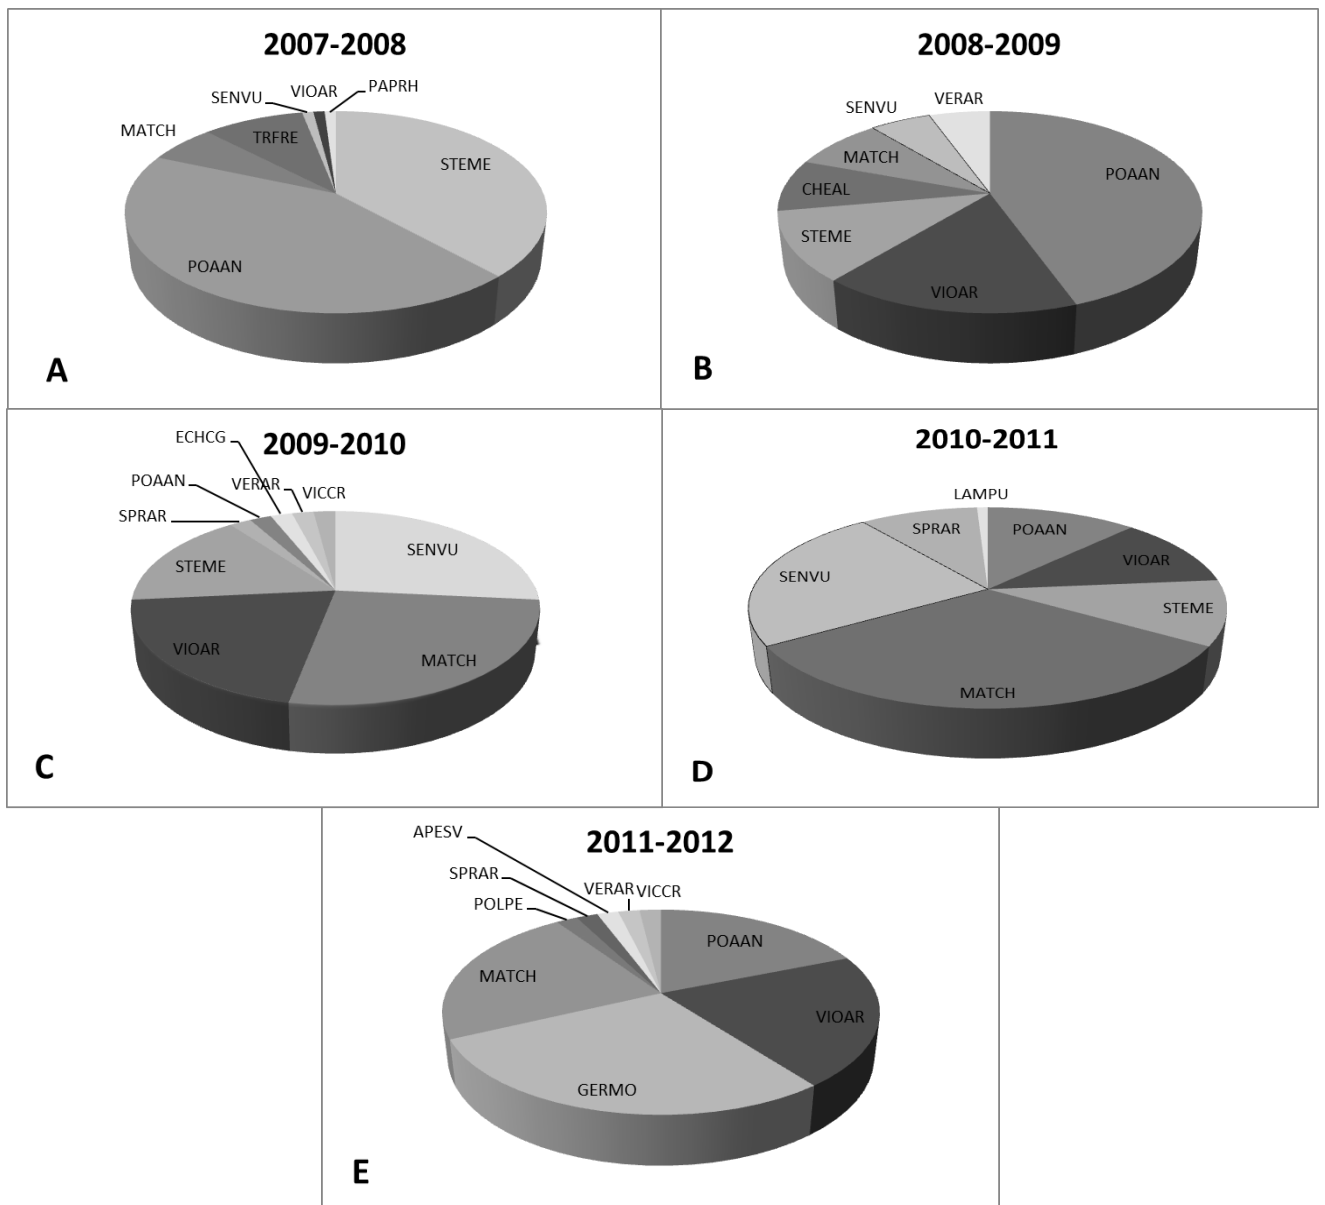 2007-2008
SENVU
VIOAR
PAPRH
MATCH
TRFRE
STEME
POAAN
A
2008-2009
SENVU
VERAR
MATCH
POAAN
CHEAL
STEME
VIOAR
B
2009-2010
ECHCG
POAAN
VERAR
VICCR
SPRAR
SENVU
STEME
VIOAR
MATCH
C
2010-2011
LAMPU
SPRAR
POAAN
VIOAR
SENVU
STEME
MATCH
D
2011-2012
APESV
SPRAR
VERAR
VICCR
POLPE
POAAN
MATCH
VIOAR
GERMO
E